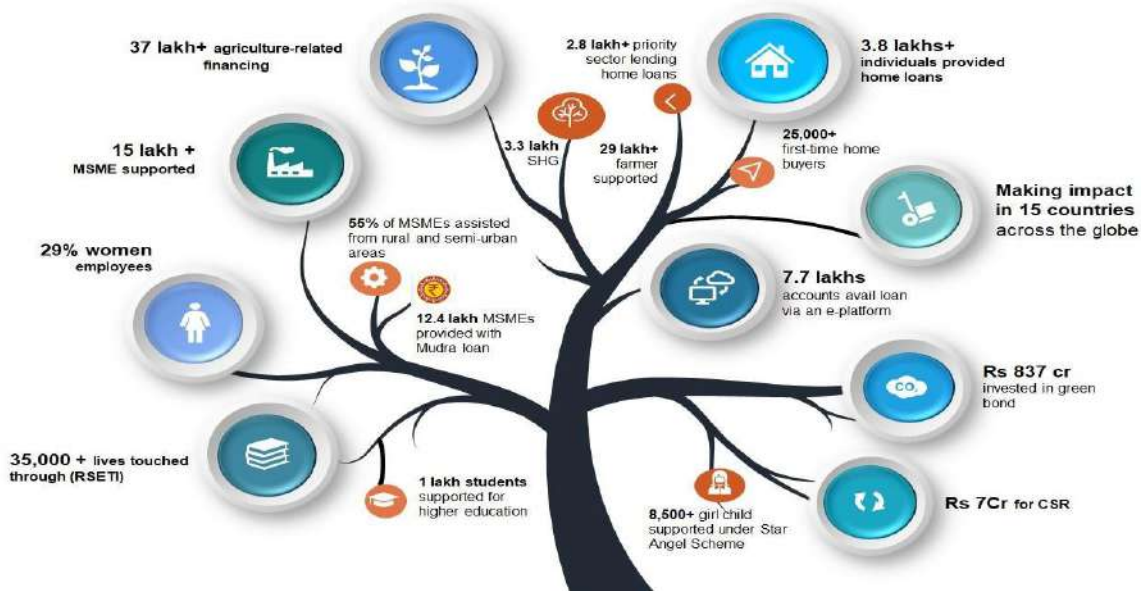 37 lakh+ agriculture-related
financing
2.8 lakh+ priority
sector lending
home loans
3.8 lakhs+
individuals provided
home loans
15 lakh +
MSME supported
3.3 lakh
SHG
29 lakh+
farmer
supported
25,000+
first-time home
buyers
Making impact
in 15 countries
across the globe
55% of MSMEs assisted
from rural and semi-urban
areas
29% women
employees
12.4 lakh MSMEs
provided with
Mudra loan
7.7 lakhs
accounts avail loan
via an e-platform
Rs 837 cr
invested in green
bond
CO₂
35,000 + lives touched
through (RSETI)
1 lakh students
supported for
higher education
8,500+ girl child
supported under Star
Angel Scheme
Rs 7Cr for CSR
₹